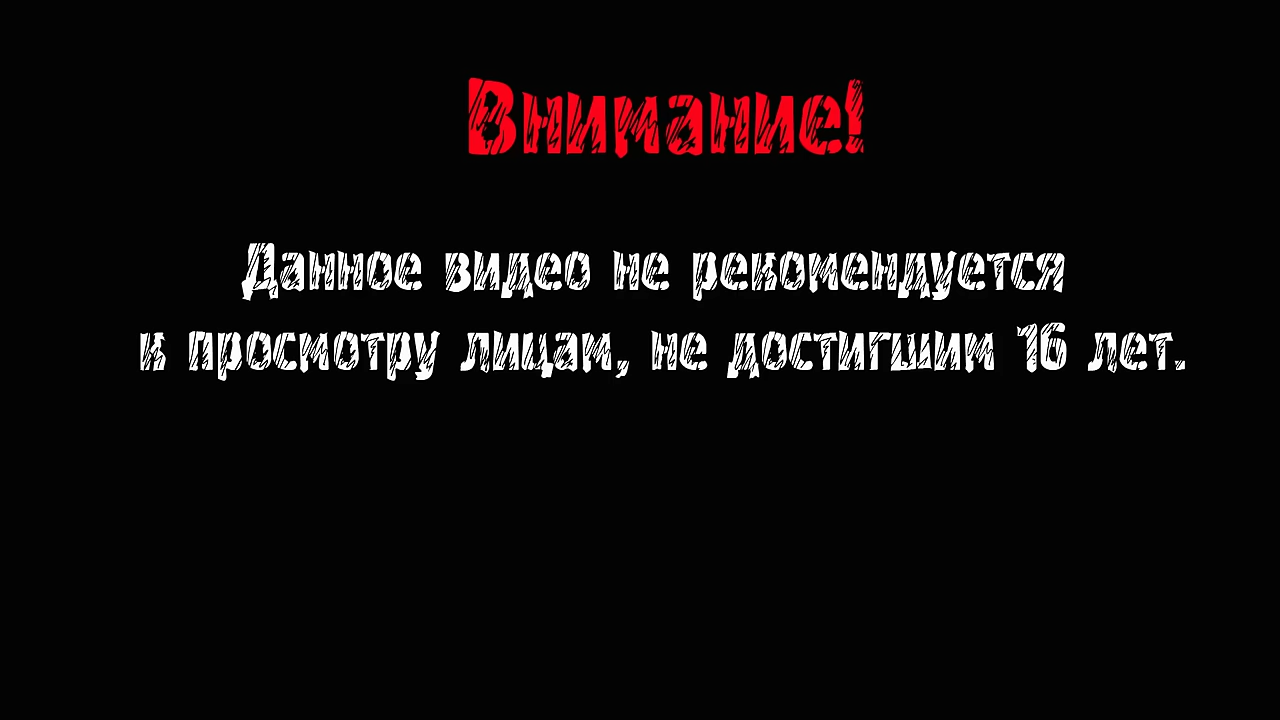 Внимание!
Данное видео не рекомендуется
к просмотру лицам, не достигшим 16 лет.